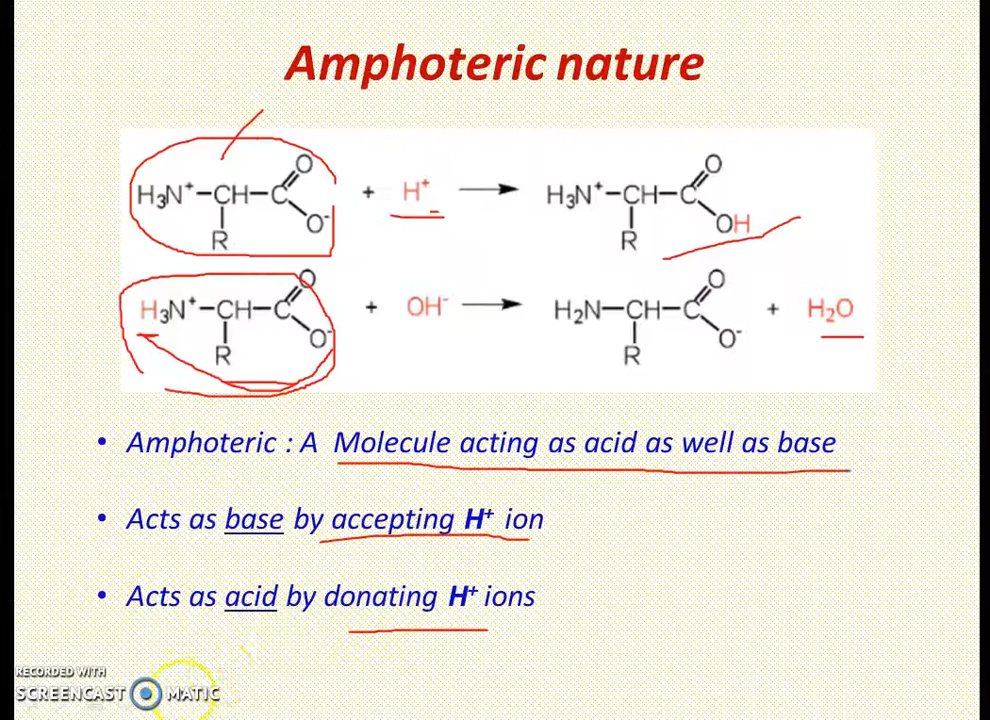 Amphoteric nature
O
H₃N⁺–CH–C + H⁺ → H₃N⁺–CH–C
O
O⁻
OH
R
R
O
O
H₃N⁺–CH–C + OH⁻ → H₂N–CH–C + H₂O
O⁻
O⁻
R
R
• Amphoteric : A Molecule acting as acid as well as base
• Acts as base by accepting H⁺ ion
• Acts as acid by donating H⁺ ions
RECORDED WITH
SCREENCAST MATIC